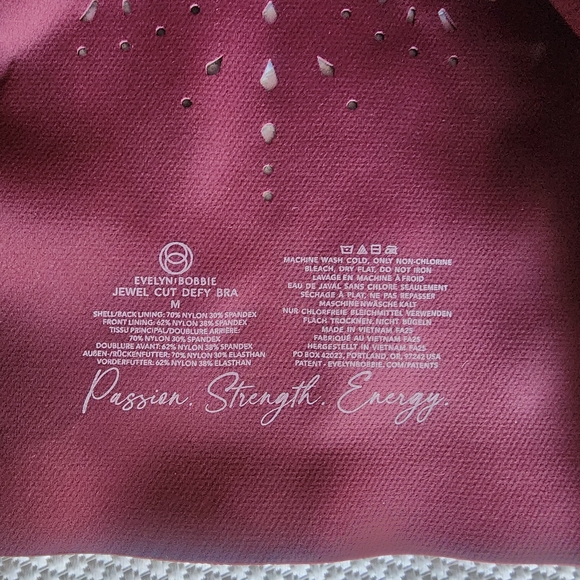 EVELYN BOBBIE
JEWEL CUT DEFY BRA
M
SHELL/BACK LINING: 70% NYLON 30% SPANDEX
FRONT LINING: 62% NYLON 38% SPANDEX
TISSU PRINCIPAL/DOUBLURE ARRIÈRE:
70% NYLON 30% SPANDEX
DOUBLURE AVANT: 62% NYLON 38% SPANDEX
AUßEN-/RÜCKENFUTTER: 70% NYLON 30% ELASTHAN
VORDERFUTTER: 62% NYLON 38% ELASTHAN
MACHINE WASH COLD, ONLY NON-CHLORINE
BLEACH, DRY FLAT, DO NOT IRON
LAVAGE EN MACHINE À FROID
EAU DE JAVAL SANS CHLORE SEULEMENT
SÉCHAGE À PLAT, NE PAS REPASSER
MASCHINENWÄSCHE KALT
NUR CHLORFREIE BLEICHMITTEL VERWENDEN
FLACH TROCKNEN, NICHT BÜGELN
MADE IN VIETNAM FA25
FABRIQUÉ AU VIETNAM FA25
HERGESTELLT IN VIETNAM FA25
PO BOX 42023, PORTLAND, OR, 97242 USA
PATENT - EVELYNBOBBIE.COM/PATENTS
Passion. Strength. Energy.